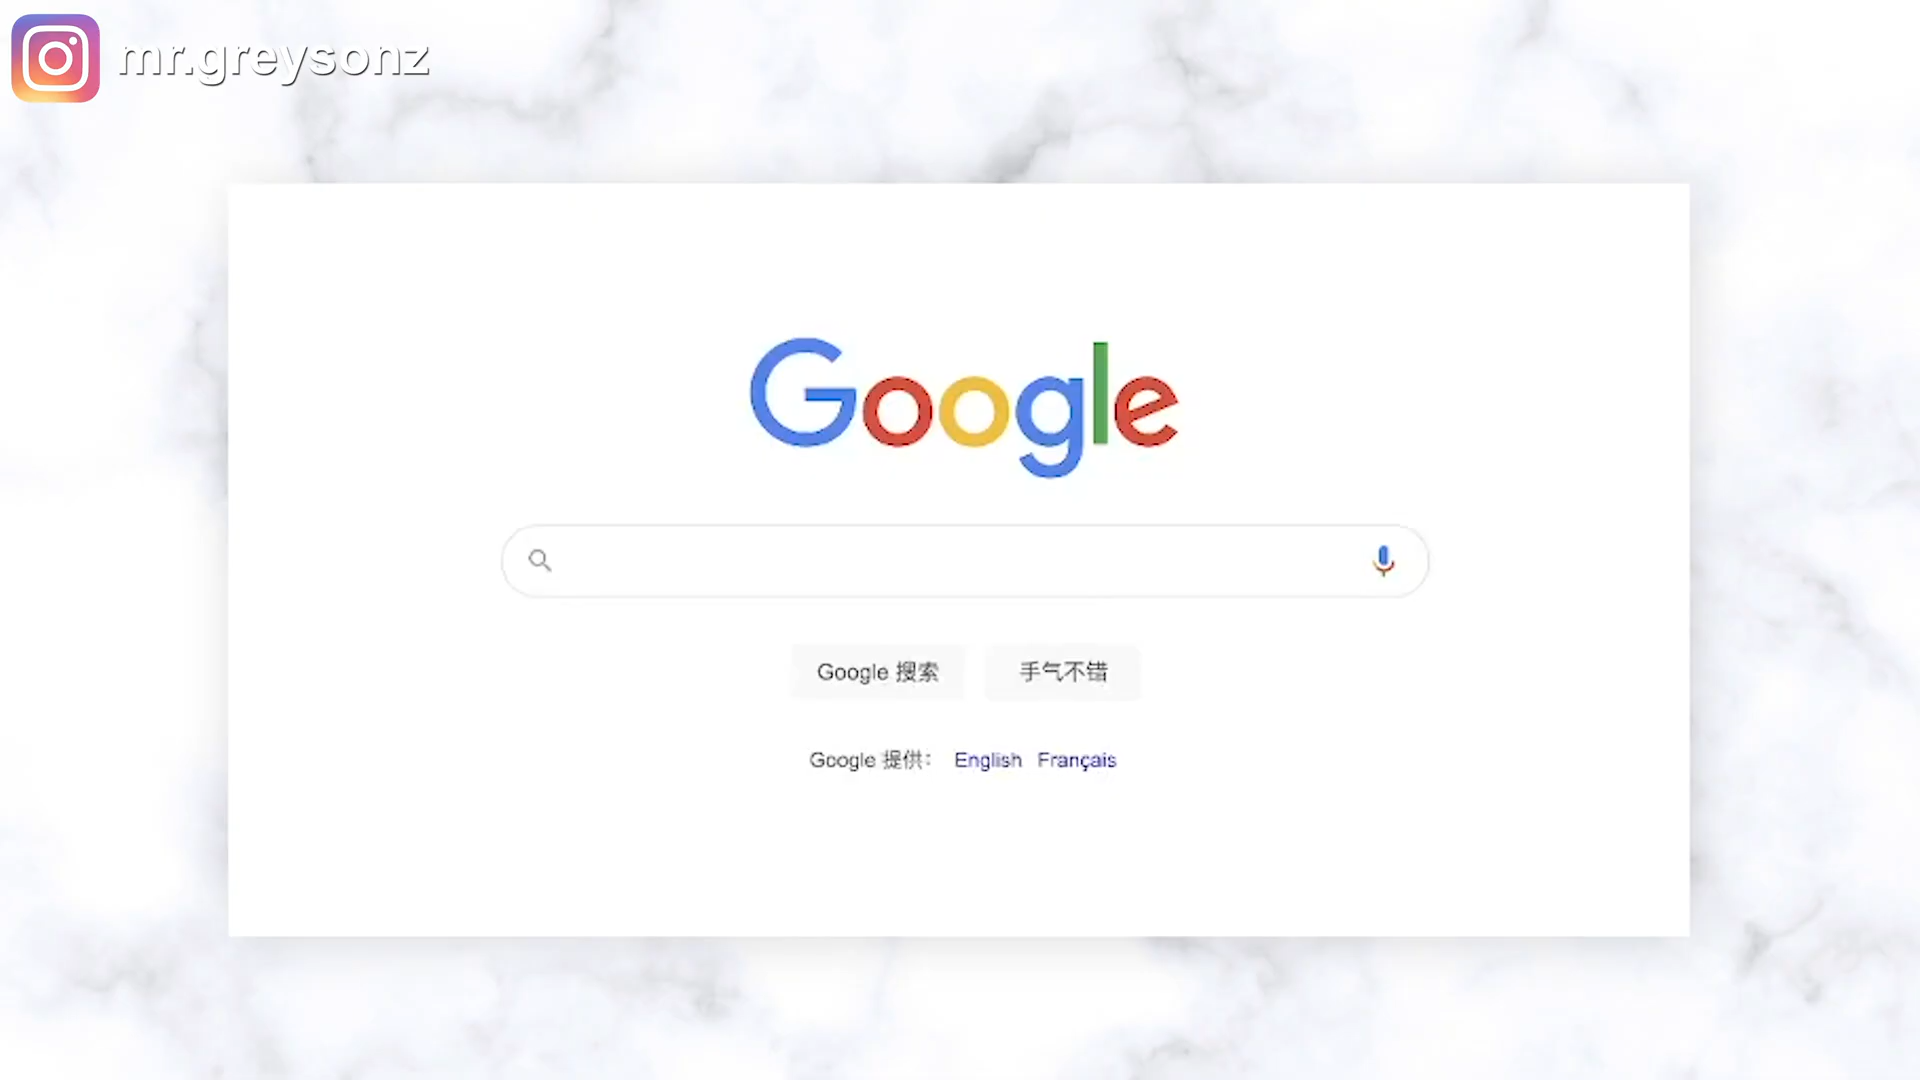 mr.greysonz
Google
Google 搜索
手气不错
Google 提供： English Français